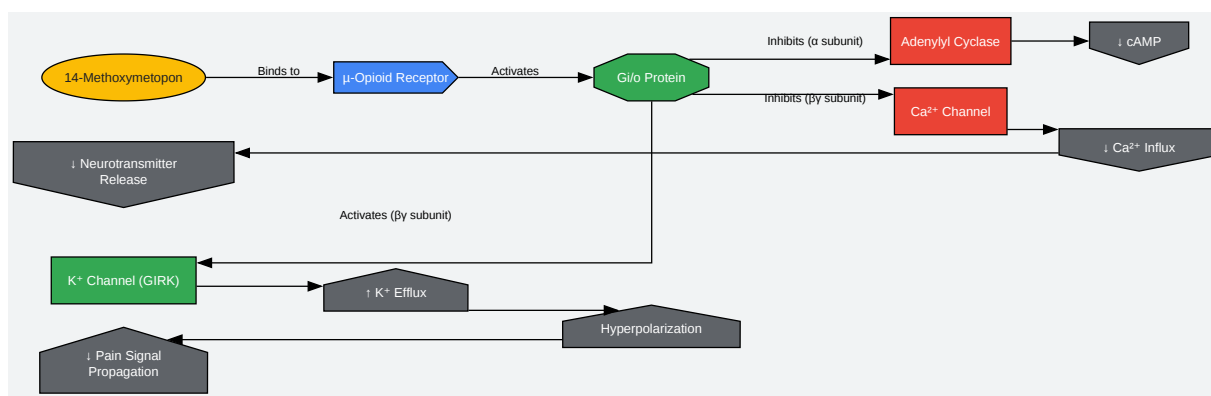 14-Methoxymetopon
Binds to
µ-Opioid Receptor
Activates
Gi/o Protein
Inhibits (α subunit)
Adenylyl Cyclase
↓ cAMP
Inhibits (βγ subunit)
Ca²⁺ Channel
↓ Ca²⁺ Influx
↓ Neurotransmitter
Release
Activates (βγ subunit)
K⁺ Channel (GIRK)
↑ K⁺ Efflux
Hyperpolarization
↓ Pain Signal
Propagation